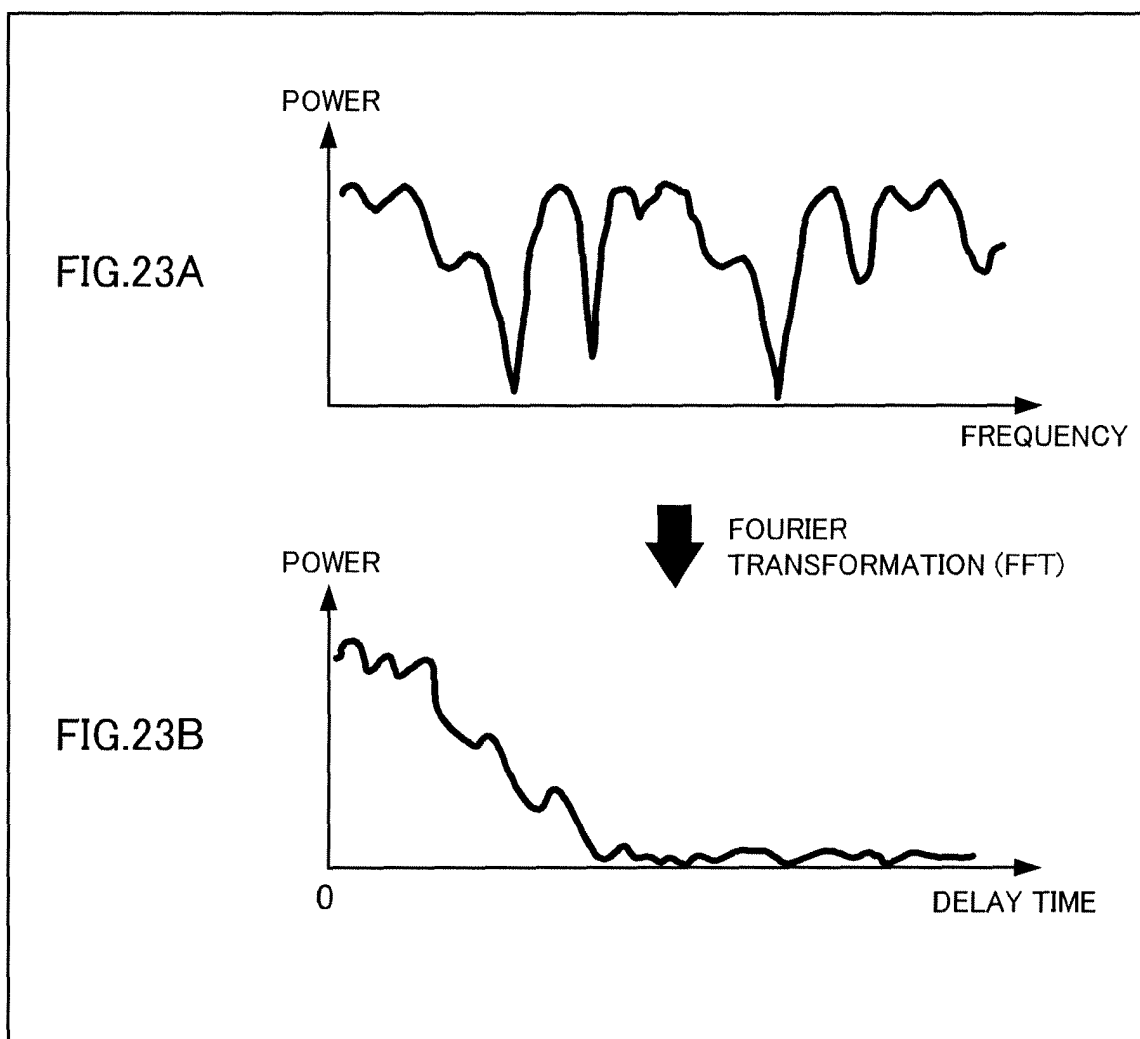 POWER
FIG.23A
FREQUENCY
FOURIER
TRANSFORMATION (FFT)
POWER
FIG.23B
0
DELAY TIME